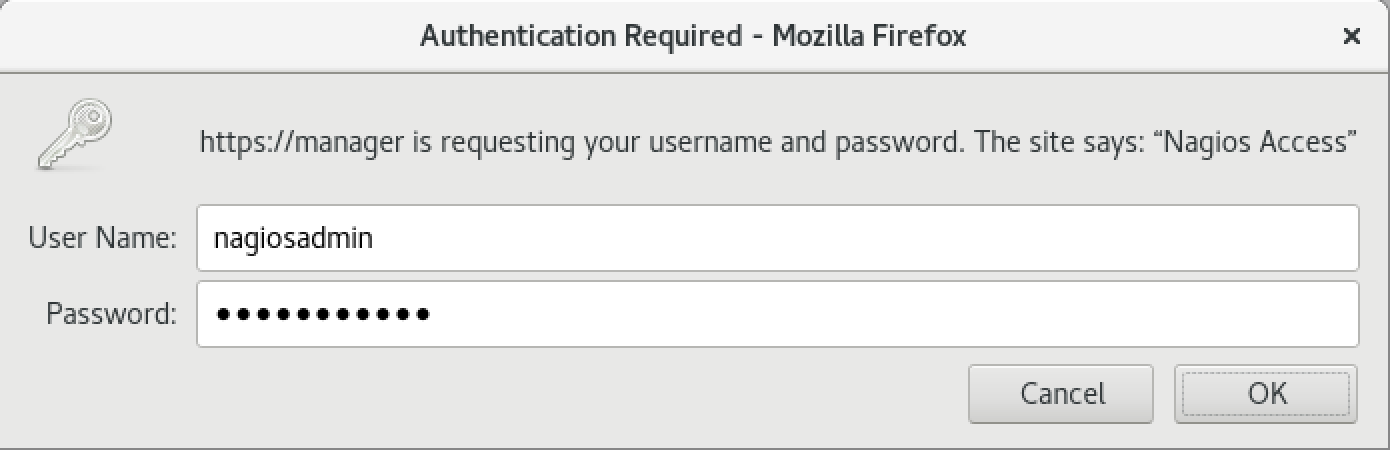 Authentication Required - Mozilla Firefox
https://manager is requesting your username and password. The site says: “Nagios Access”
User Name: nagiosadmin
Password: •••••••••••
Cancel OK